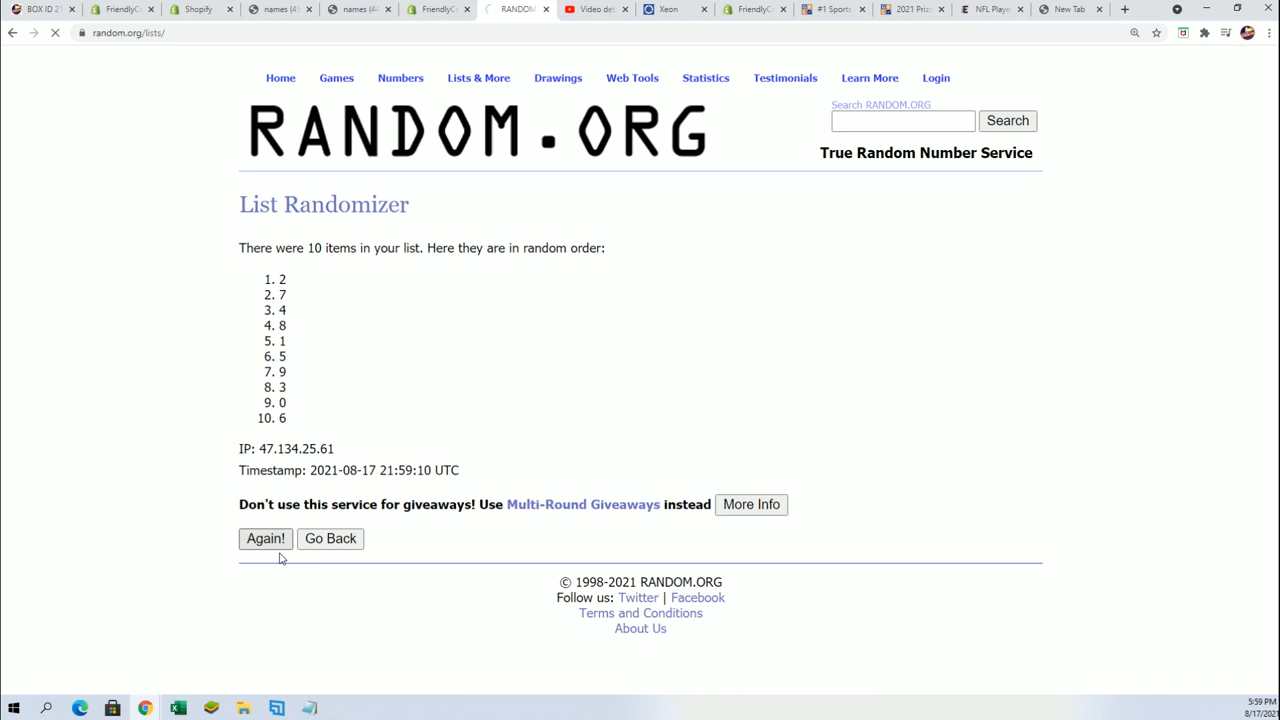 BOX ID 21
FriendlyC
Shopify
names (45
names (44
FriendlyC
RANDOM
Video de
Xeon
FriendlyC
#1 Sports
2021 Priz
NFL Playe
New Tab
random.org/lists/
Home Games Numbers Lists & More Drawings Web Tools Statistics Testimonials Learn More Login
RANDOM.ORG
Search RANDOM.ORG
Search
True Random Number Service
List Randomizer
There were 10 items in your list. Here they are in random order:
1. 2
2. 7
3. 4
4. 8
5. 1
6. 5
7. 9
8. 3
9. 0
10. 6
IP: 47.134.25.61
Timestamp: 2021-08-17 21:59:10 UTC
Don't use this service for giveaways! Use Multi-Round Giveaways instead More Info
Again! Go Back
© 1998-2021 RANDOM.ORG
Follow us: Twitter | Facebook
Terms and Conditions
About Us
5:59 PM
8/17/2021